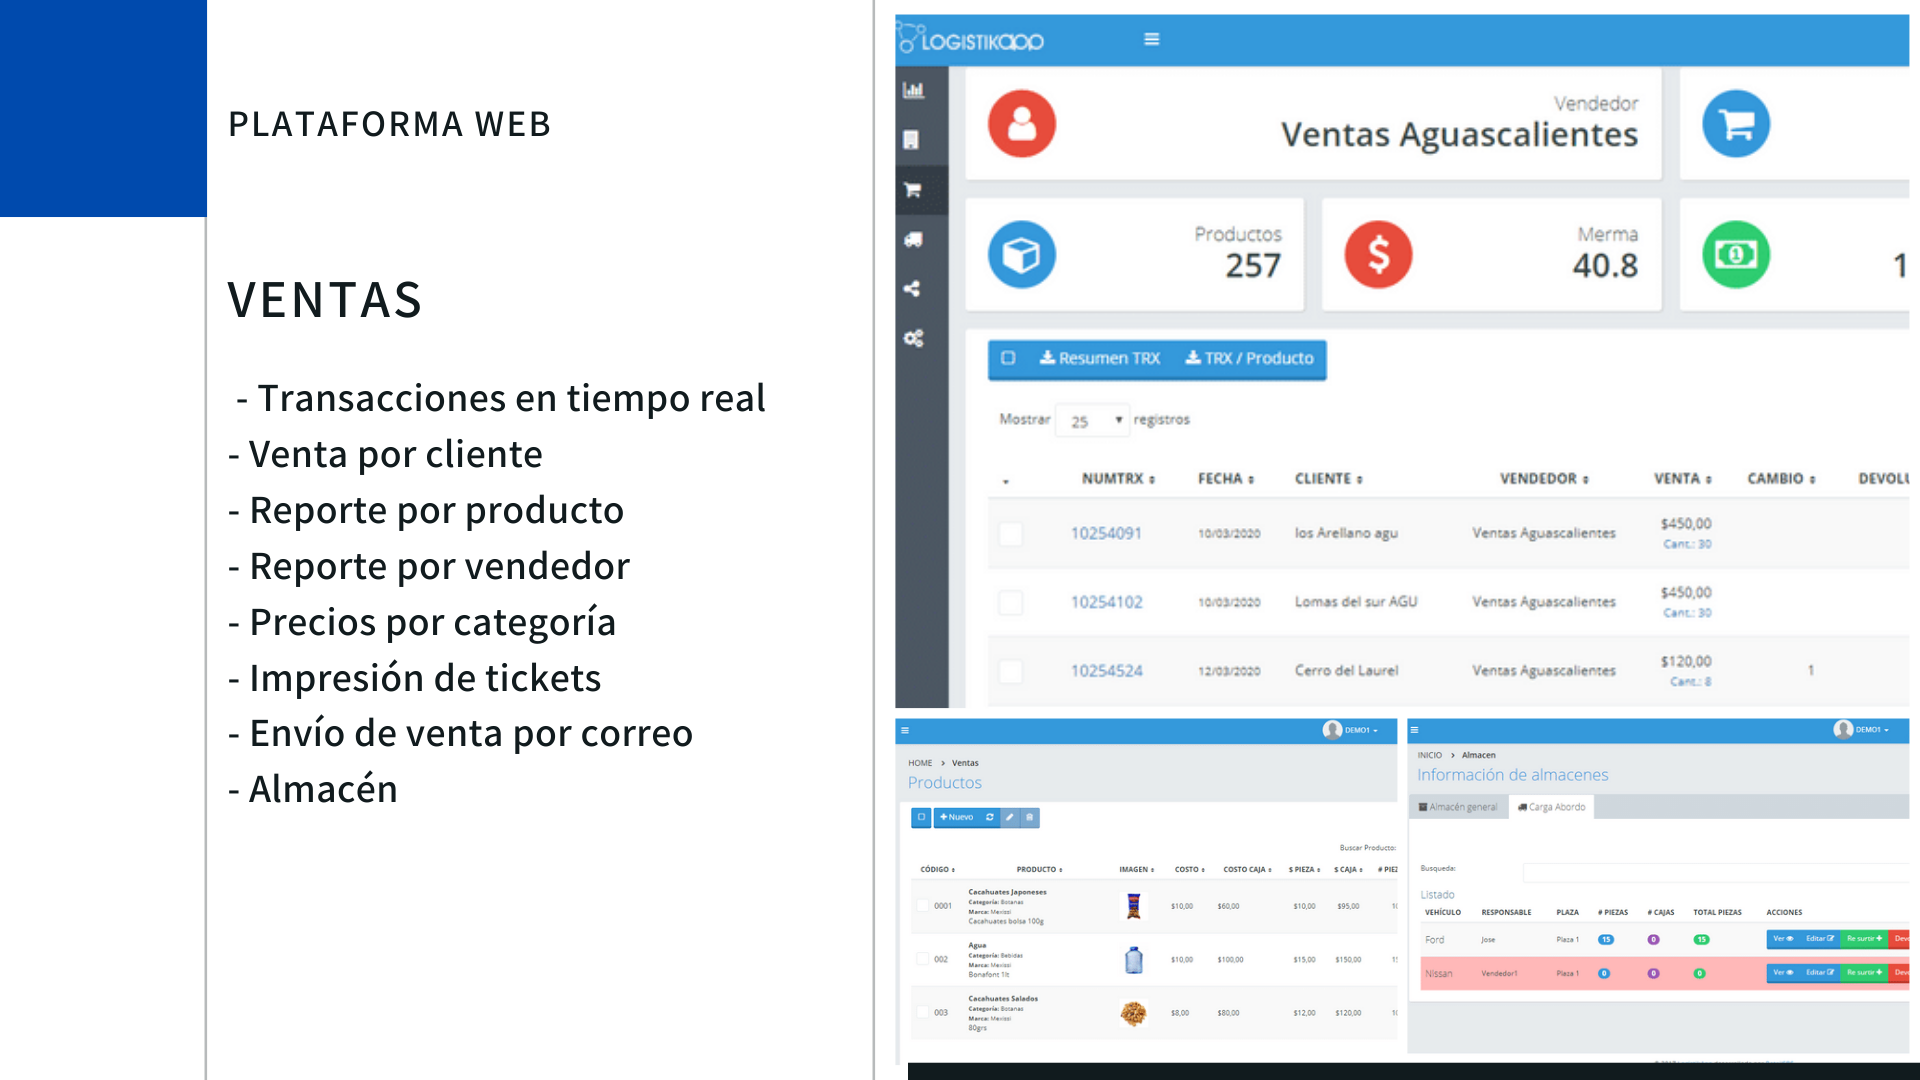 PLATAFORMA WEB
VENTAS
- Transacciones en tiempo real
- Venta por cliente
- Reporte por producto
- Reporte por vendedor
- Precios por categoría
- Impresión de tickets
- Envío de venta por correo
- Almacén
LOGISTIKapp
Vendedor
Ventas Aguascalientes
Productos
257
Merma
40.8
1
Resumen TRX TRX / Producto
Mostrar 25 registros
NUMTRX FECHA CLIENTE VENDEDOR VENTA CAMBIO DEVOLU
10254091 10/03/2020 los Arellano agu Ventas Aguascalientes $450,00
Cant.: 30
10254102 10/03/2020 Lomas del sur AGU Ventas Aguascalientes $450,00
Cant.: 30
10254524 12/03/2020 Cerro del Laurel Ventas Aguascalientes $120,00 1
Cant.: 8
DEMO1
HOME > Ventas
Productos
Nuevo
Buscar Producto:
CÓDIGO PRODUCTO IMAGEN COSTO COSTO CAJA $ PIEZA $ CAJA # PIEZ
Cacahuates Japoneses
Categoría: Botanas
0001 $10,00 $60,00 $10,00 $95,00
Marca: Mexissi
Cacahuates bolsa 100g
Agua
Categoría: Bebidas
002 $10,00 $100,00 $15,00 $150,00
Marca: Mexissi
Bonafont 1lt
Cacahuates Salados
Categoría: Botanas
003 $8,00 $80,00 $12,00 $120,00
Marca: Mexissi
80grs
DEMO1
INICIO > Almacen
Información de almacenes
Almacén general Carga Abordo
Busqueda:
Listado
VEHÍCULO RESPONSABLE PLAZA # PIEZAS # CAJAS TOTAL PIEZAS ACCIONES
Ford Jose Plaza 1 15 0 15 Ver Editar Re surtir Devo
Nissan Vendedor1 Plaza 1 0 0 0 Ver Editar Re surtir Devo